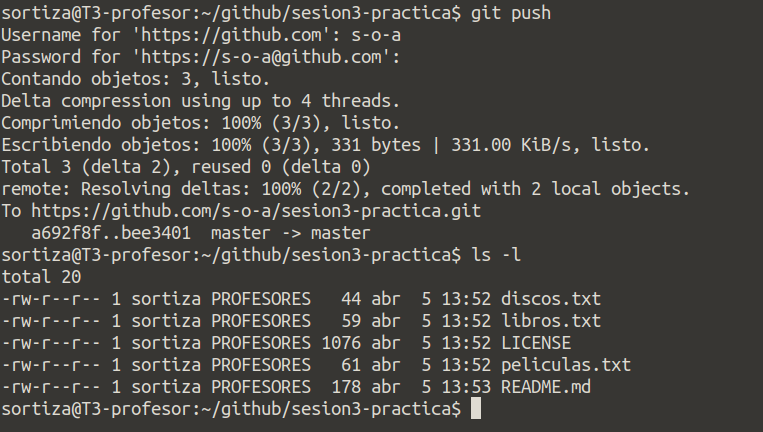 sortiza@T3-profesor:~/github/sesion3-practica$ git push
Username for 'https://github.com': s-o-a
Password for 'https://s-o-a@github.com':
Contando objetos: 3, listo.
Delta compression using up to 4 threads.
Comprimiendo objetos: 100% (3/3), listo.
Escribiendo objetos: 100% (3/3), 331 bytes | 331.00 KiB/s, listo.
Total 3 (delta 2), reused 0 (delta 0)
remote: Resolving deltas: 100% (2/2), completed with 2 local objects.
To https://github.com/s-o-a/sesion3-practica.git
   a692f8f..bee3401  master -> master
sortiza@T3-profesor:~/github/sesion3-practica$ ls -l
total 20
-rw-r--r-- 1 sortiza PROFESORES   44 abr  5 13:52 discos.txt
-rw-r--r-- 1 sortiza PROFESORES   59 abr  5 13:52 libros.txt
-rw-r--r-- 1 sortiza PROFESORES 1076 abr  5 13:52 LICENSE
-rw-r--r-- 1 sortiza PROFESORES   61 abr  5 13:52 peliculas.txt
-rw-r--r-- 1 sortiza PROFESORES  178 abr  5 13:53 README.md
sortiza@T3-profesor:~/github/sesion3-practica$